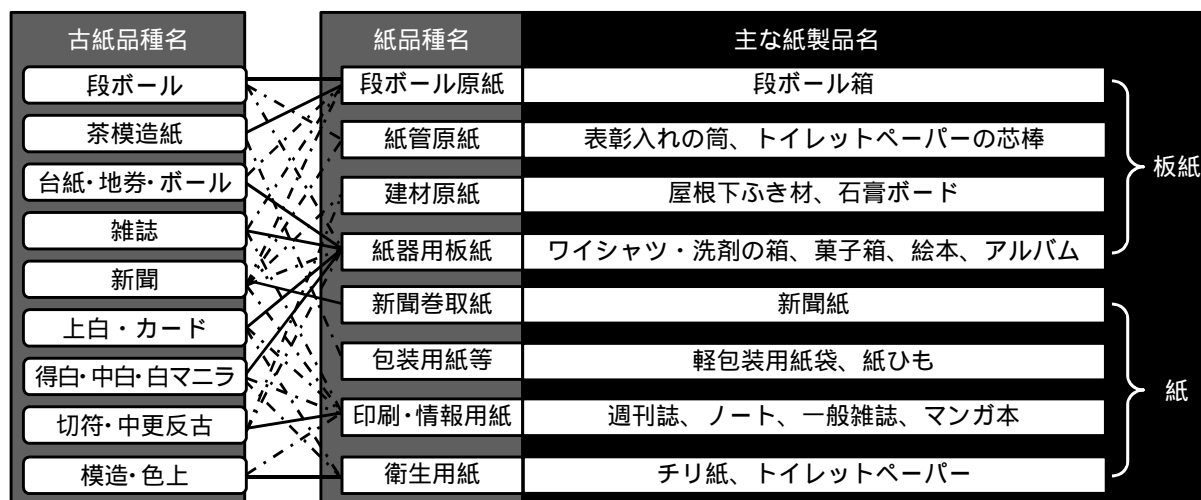 古紙品種名
段ボール
茶模造紙
台紙・地券・ボール
雑誌
新聞
上白・カード
得白・中白・白マニラ
切符・中更反古
模造・色上
紙品種名 主な紙製品名
段ボール原紙 段ボール箱
紙管原紙 表彰入れの筒、トイレットペーパーの芯棒
建材原紙 屋根下ふき材、石膏ボード
紙器用板紙 ワイシャツ・洗剤の箱、菓子箱、絵本、アルバム
新聞巻取紙 新聞紙
包装用紙等 軽包装用紙袋、紙ひも
印刷・情報用紙 週刊誌、ノート、一般雑誌、マンガ本
衛生用紙 チリ紙、トイレットペーパー
板紙
紙